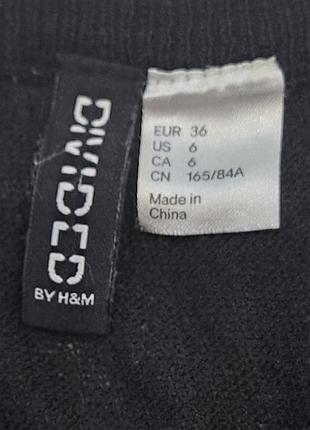 DIVIDED
BY H&M
EUR 36
US 6
CA 6
CN 165/84A
Made in
China